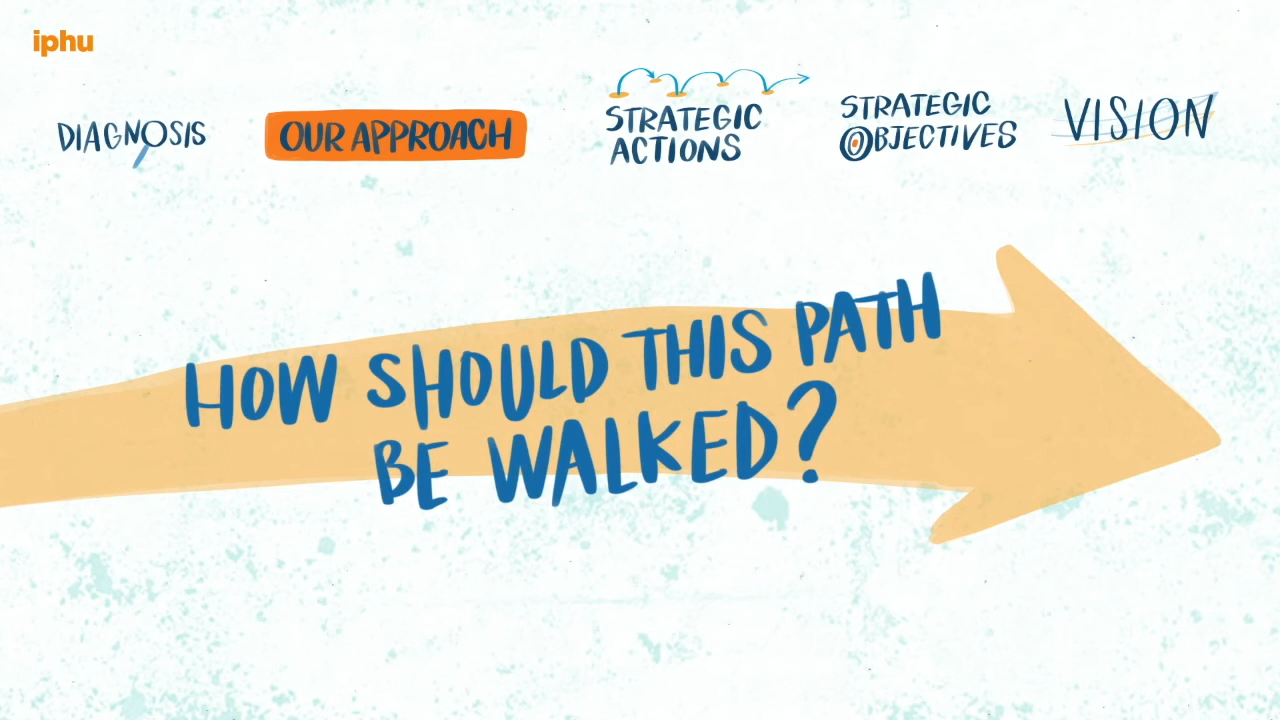 iphu
DIAGNOSIS
OUR APPROACH
STRATEGIC
ACTIONS
STRATEGIC
OBJECTIVES
VISION
HOW SHOULD THIS PATH
BE WALKED?